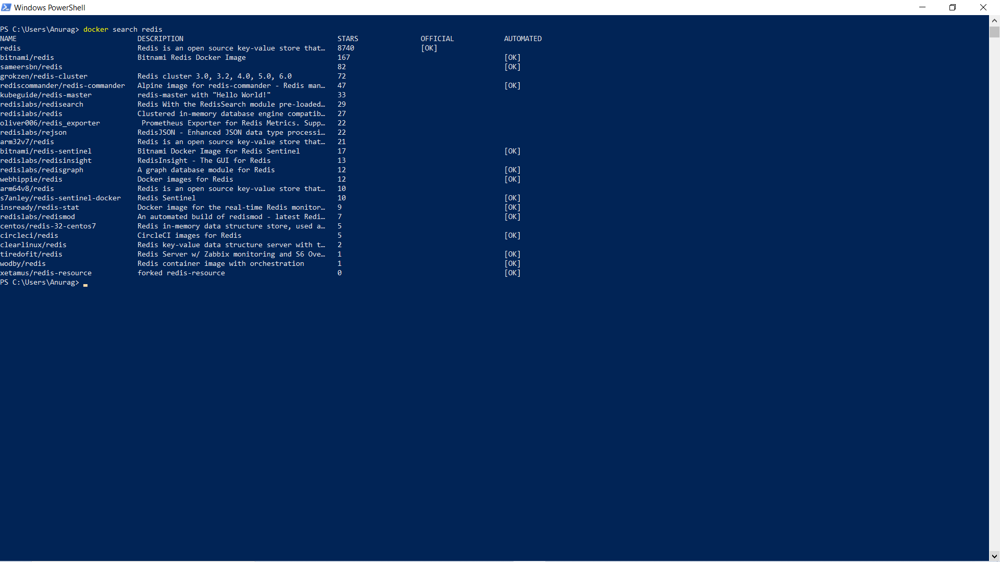 Windows PowerShell
PS C:\Users\Anurag> docker search redis
NAME DESCRIPTION STARS OFFICIAL AUTOMATED
redis Redis is an open source key-value store that… 8740 [OK]
bitnami/redis Bitnami Redis Docker Image 167 [OK]
sameersbn/redis 82 [OK]
grokzen/redis-cluster Redis cluster 3.0, 3.2, 4.0, 5.0, 6.0 72
rediscommander/redis-commander Alpine image for redis-commander - Redis man… 47 [OK]
kubeguide/redis-master redis-master with "Hello World!" 33
redislabs/redisearch Redis With the RedisSearch module pre-loaded… 29
redislabs/redis Clustered in-memory database engine compatib… 27
oliver006/redis_exporter Prometheus Exporter for Redis Metrics. Supp… 22
redislabs/rejson RedisJSON - Enhanced JSON data type processi… 22
arm32v7/redis Redis is an open source key-value store that… 21
bitnami/redis-sentinel Bitnami Docker Image for Redis Sentinel 17 [OK]
redislabs/redisinsight RedisInsight - The GUI for Redis 13
redislabs/redisgraph A graph database module for Redis 12 [OK]
webhippie/redis Docker images for Redis 12 [OK]
arm64v8/redis Redis is an open source key-value store that… 10
s7anley/redis-sentinel-docker Redis Sentinel 10 [OK]
insready/redis-stat Docker image for the real-time Redis monitor… 9 [OK]
redislabs/redismod An automated build of redismod - latest Redi… 7 [OK]
centos/redis-32-centos7 Redis in-memory data structure store, used a… 5
circleci/redis CircleCI images for Redis 5 [OK]
clearlinux/redis Redis key-value data structure server with t… 2
tiredofit/redis Redis Server w/ Zabbix monitoring and S6 Ove… 1 [OK]
wodby/redis Redis container image with orchestration 1 [OK]
xetamus/redis-resource forked redis-resource 0 [OK]
PS C:\Users\Anurag>